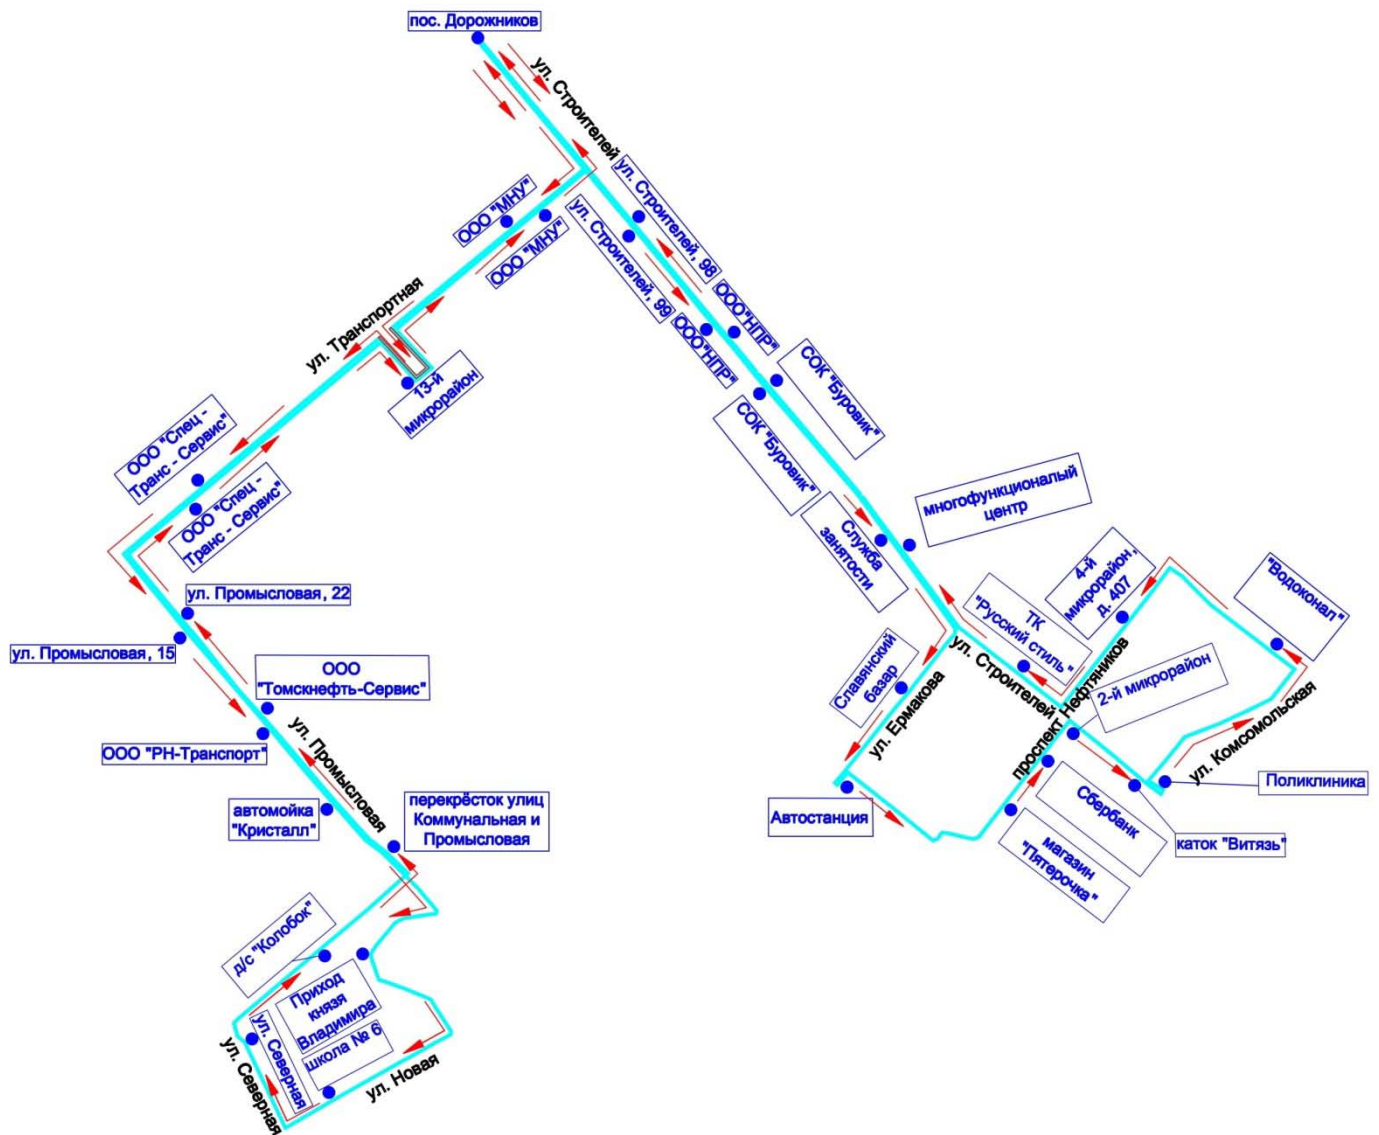 пос. Дорожников
ул. Строителей
ООО "МНУ"
ООО "МНУ"
ул. Строителей, 98
ул. Строителей, 99
ООО"НПР"
ООО"НПР"
ул. Транспортная
13-й
микрорайон
СОК "Буровик"
СОК "Буровик"
ООО "Спец -
Транс - Сервис"
ООО "Спец -
Транс - Сервис"
многофункционалый
центр
Служба
занятости
4-й
микрорайон,
д. 407
"Водоконал"
ул. Промысловая, 22
ул. Промысловая, 15
ТК
"Русский стиль"
ООО
"Томскнефть-Сервис"
Славянский
базар
ул. Строителей
проспект Нефтяников
2-й микрорайон
ООО "РН-Транспорт"
ул. Промысловая
ул. Ермакова
ул. Комсомольская
Поликлиника
автомойка
"Кристалл"
перекрёсток улиц
Коммунальная и
Промысловая
Автостанция
Сбербанк
каток "Витязь"
магазин
"Пятерочка"
д/с "Колобок"
Приход
князя
Владимира
школа № 6
ул. Северная
ул. Северная
ул. Новая